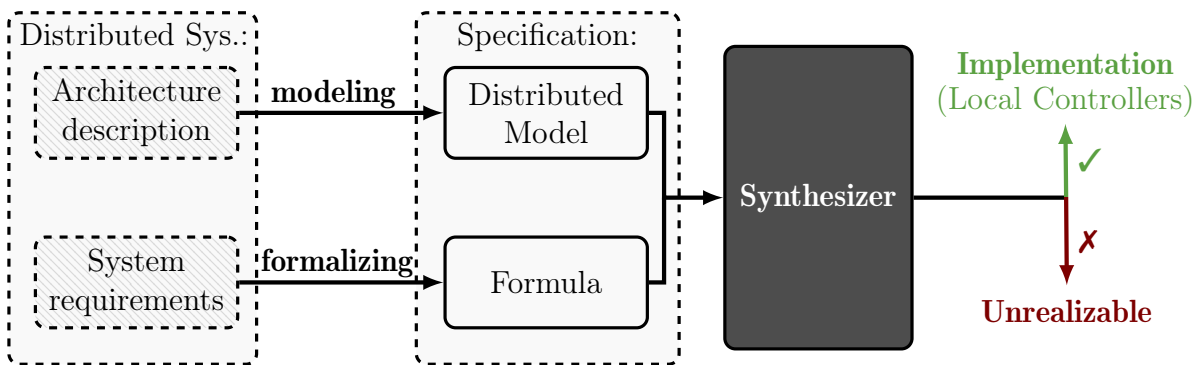 Distributed Sys.:
Architecture
description
System
requirements
modeling
formalizing
Specification:
Distributed
Model
Formula
Synthesizer
Implementation
(Local Controllers)
✓
✗
Unrealizable